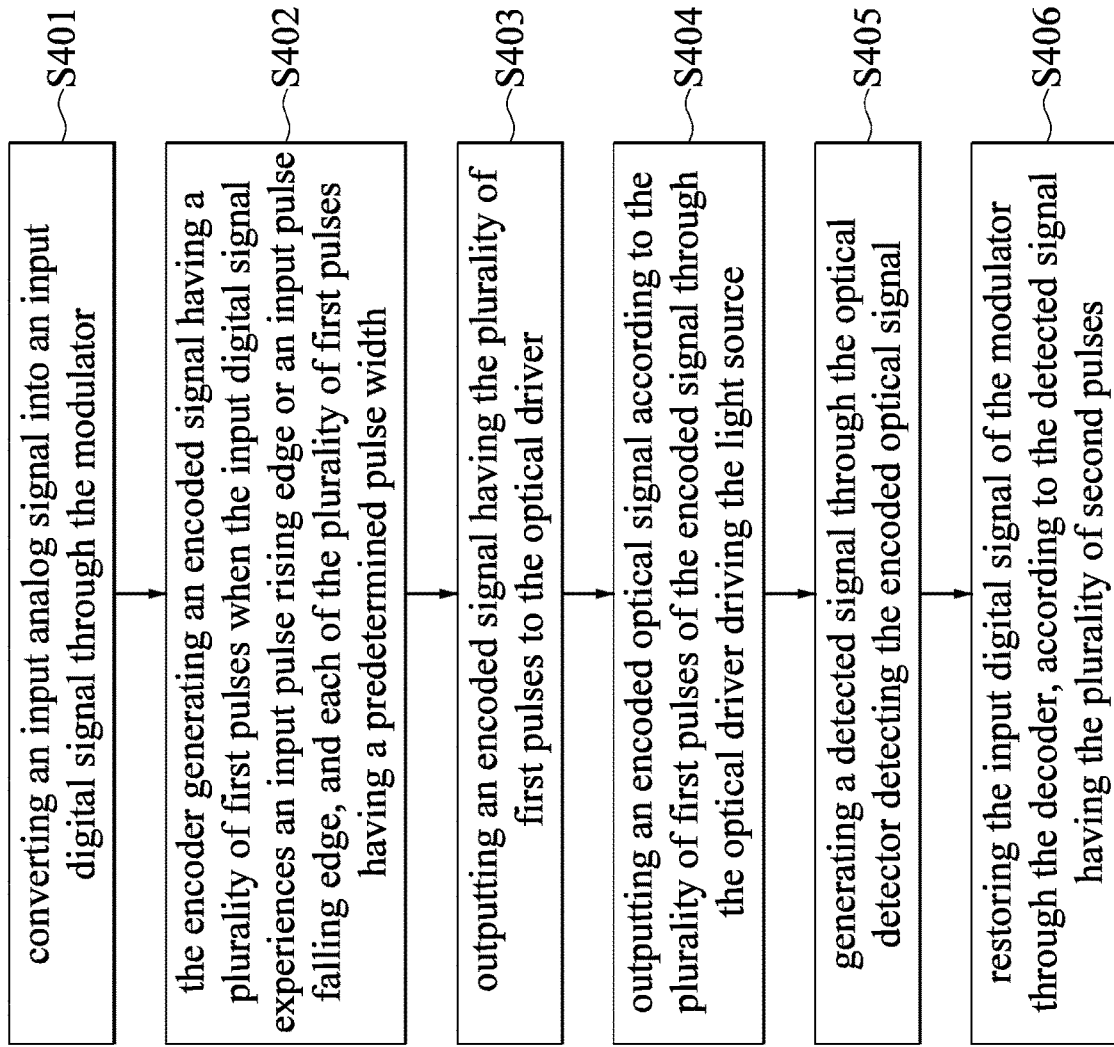 converting an input analog signal into an input
digital signal through the modulator
S401
the encoder generating an encoded signal having a
plurality of first pulses when the input digital signal
experiences an input pulse rising edge or an input pulse
falling edge, and each of the plurality of first pulses
having a predetermined pulse width
S402
outputting an encoded signal having the plurality of
first pulses to the optical driver
S403
outputting an encoded optical signal according to the
plurality of first pulses of the encoded signal through
the optical driver driving the light source
S404
generating a detected signal through the optical
detector detecting the encoded optical signal
S405
restoring the input digital signal of the modulator
through the decoder, according to the detected signal
having the plurality of second pulses
S406